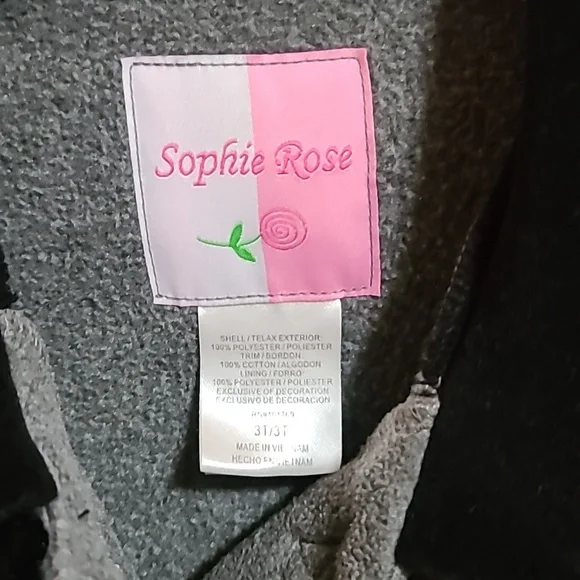 Sophie Rose
SHELL / TELAX EXTERIOR:
100% POLYESTER / POLIESTER
TRIM / BORDON
100% COTTON / ALGODON
LINING / FORRO
100% POLYESTER / POLIESTER
EXCLUSIVE OF DECORATION
EXCLUSIVO DE DECORATION
3T/3T
MADE IN VIETNAM
HECHO EN VIETNAM